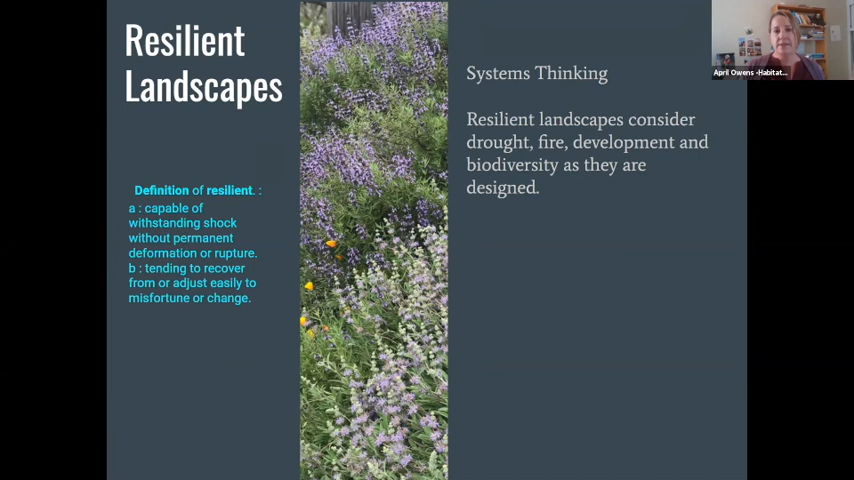 Resilient
Landscapes
Definition of resilient. :
a : capable of
withstanding shock
without permanent
deformation or rupture.
b : tending to recover
from or adjust easily to
misfortune or change.
Systems Thinking
Resilient landscapes consider
drought, fire, development and
biodiversity as they are
designed.
April Owens -Habitat...